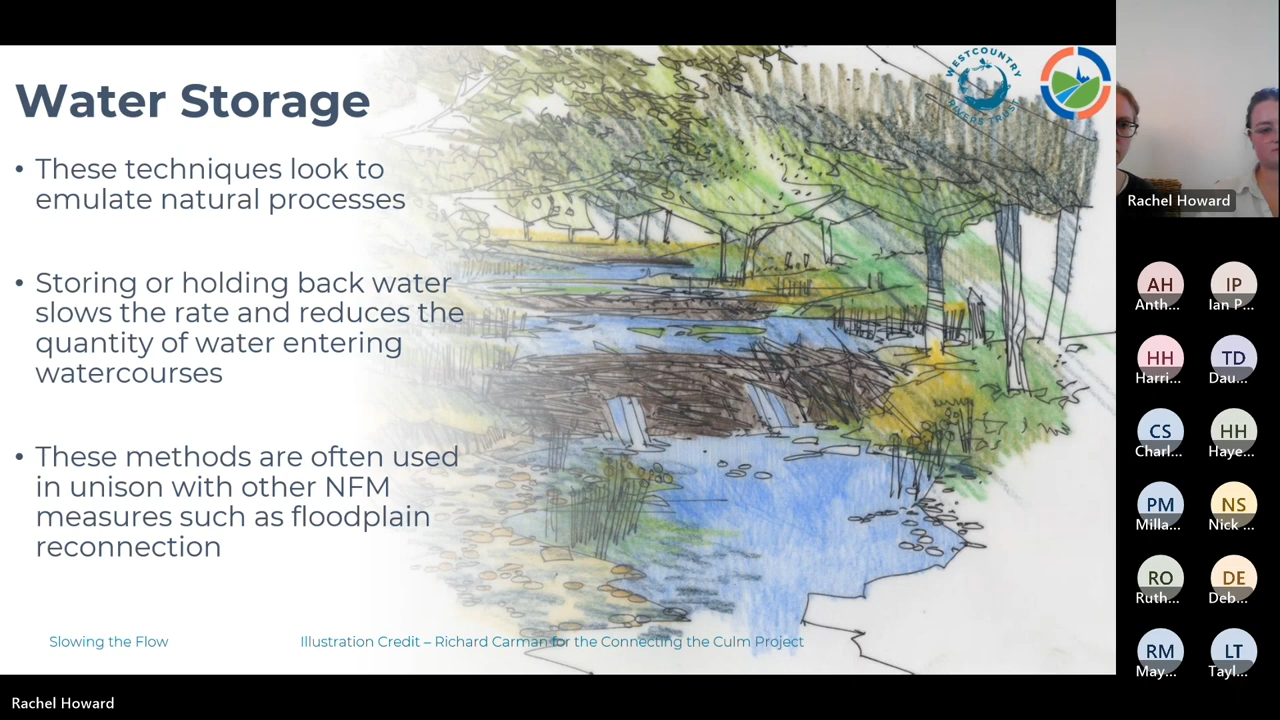 Water Storage
WESTCOUNTRY
RIVERS TRUST
• These techniques look to
emulate natural processes
• Storing or holding back water
slows the rate and reduces the
quantity of water entering
watercourses
• These methods are often used
in unison with other NFM
measures such as floodplain
reconnection
Slowing the Flow
Illustration Credit – Richard Carman for the Connecting the Culm Project
Rachel Howard
Rachel Howard
AH
IP
Anth...
Ian P...
HH
TD
Harri...
Dau...
CS
HH
Charl...
Haye...
PM
NS
Milla...
Nick ...
RO
DE
Ruth...
Deb...
RM
LT
May...
Tayl...